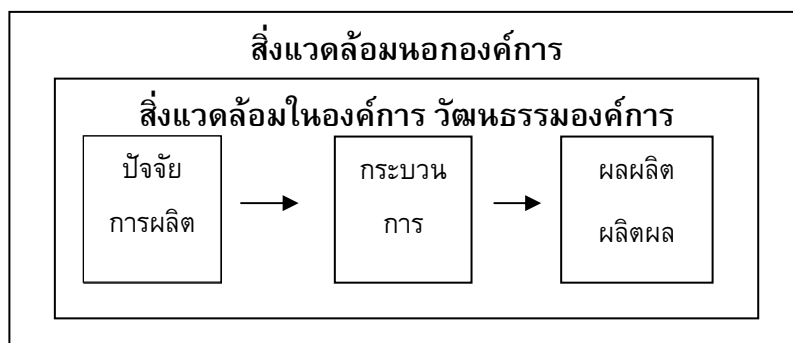 สิ่งแวดล้อมนอกองค์การ
สิ่งแวดล้อมในองค์การ วัฒนธรรมองค์การ
ปัจจัย
การผลิต
กระบวน
การ
ผลผลิต
ผลิตผล